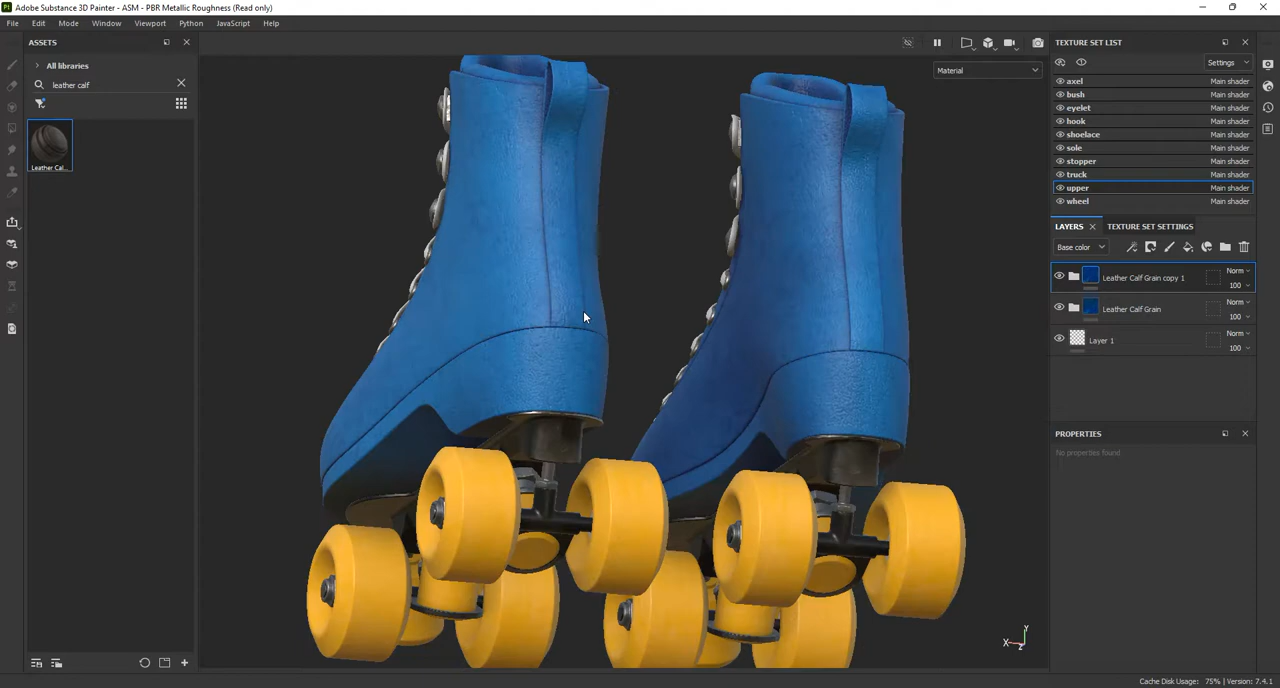 Adobe Substance 3D Painter - ASM - PBR Metallic Roughness (Read only)
File Edit Mode Window Viewport Python JavaScript Help
ASSETS
All libraries
leather calf
Leather Cal...
Material
TEXTURE SET LIST
Settings
axel Main shader
bush Main shader
eyelet Main shader
hook Main shader
shoelace Main shader
sole Main shader
stopper Main shader
truck Main shader
upper Main shader
wheel Main shader
LAYERS TEXTURE SET SETTINGS
Base color
Leather Calf Grain copy 1 Norm
100
Leather Calf Grain Norm
100
Layer 1 Norm
100
PROPERTIES
No properties found
Y
X
Z
Cache Disk Usage: 75% | Version: 7.4.1